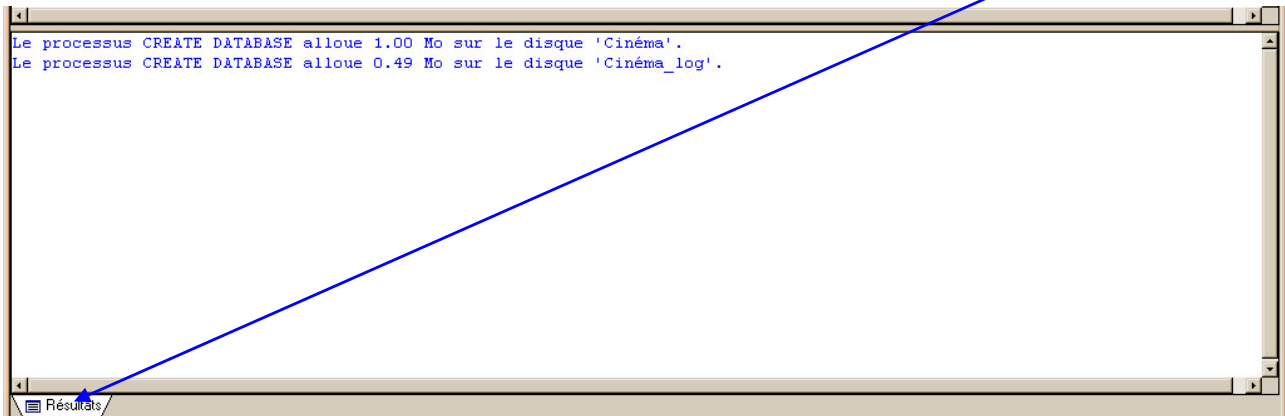 Le processus CREATE DATABASE alloue 1.00 Mo sur le disque 'Cinéma'.
Le processus CREATE DATABASE alloue 0.49 Mo sur le disque 'Cinéma_log'.
Résultats